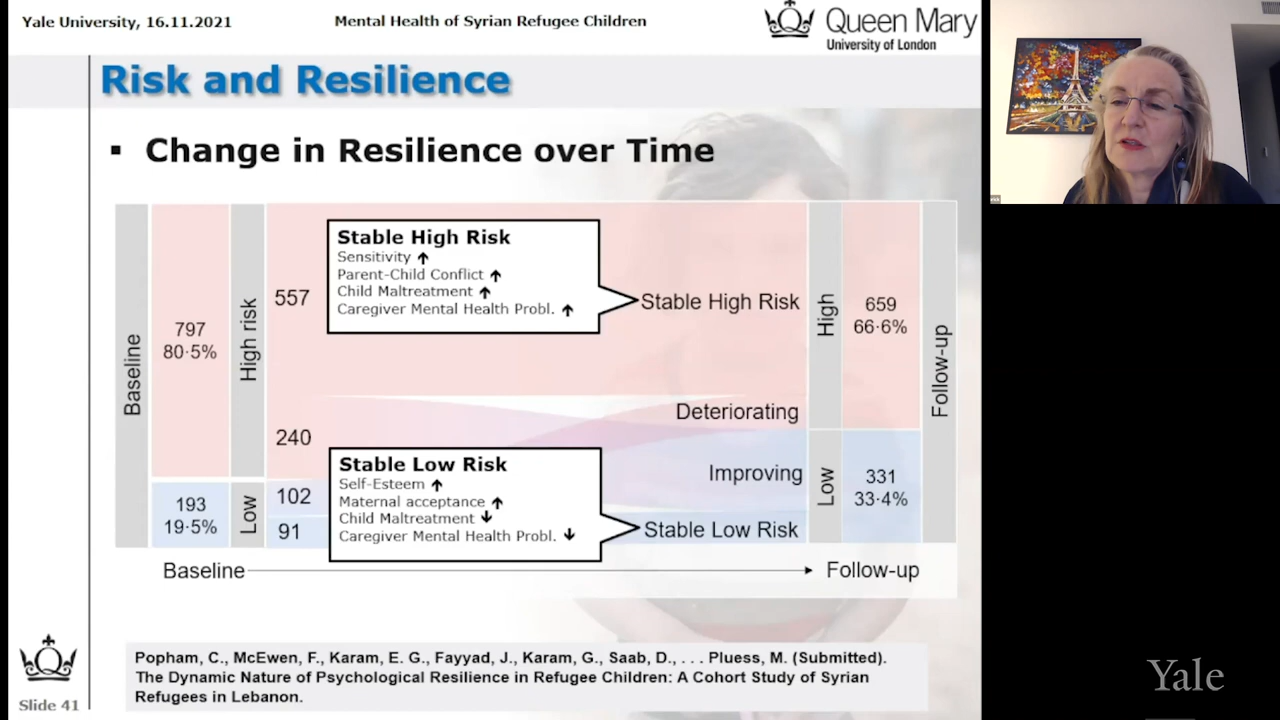 Yale University, 16.11.2021
Mental Health of Syrian Refugee Children
Queen Mary
University of London
Risk and Resilience
▪ Change in Resilience over Time
Baseline
797
80·5%
High risk
557
Stable High Risk
Sensitivity ↑
Parent-Child Conflict ↑
Child Maltreatment ↑
Caregiver Mental Health Probl. ↑
Stable High Risk
High
659
66·6%
Follow-up
Deteriorating
240
Stable Low Risk
Self-Esteem ↑
Maternal acceptance ↑
Child Maltreatment ↓
Caregiver Mental Health Probl. ↓
Improving
193
19·5%
Low
102
91
Stable Low Risk
Low
331
33·4%
Baseline
Follow-up
Popham, C., McEwen, F., Karam, E. G., Fayyad, J., Karam, G., Saab, D., . . . Pluess, M. (Submitted).
The Dynamic Nature of Psychological Resilience in Refugee Children: A Cohort Study of Syrian
Refugees in Lebanon.
Slide 41
Yale